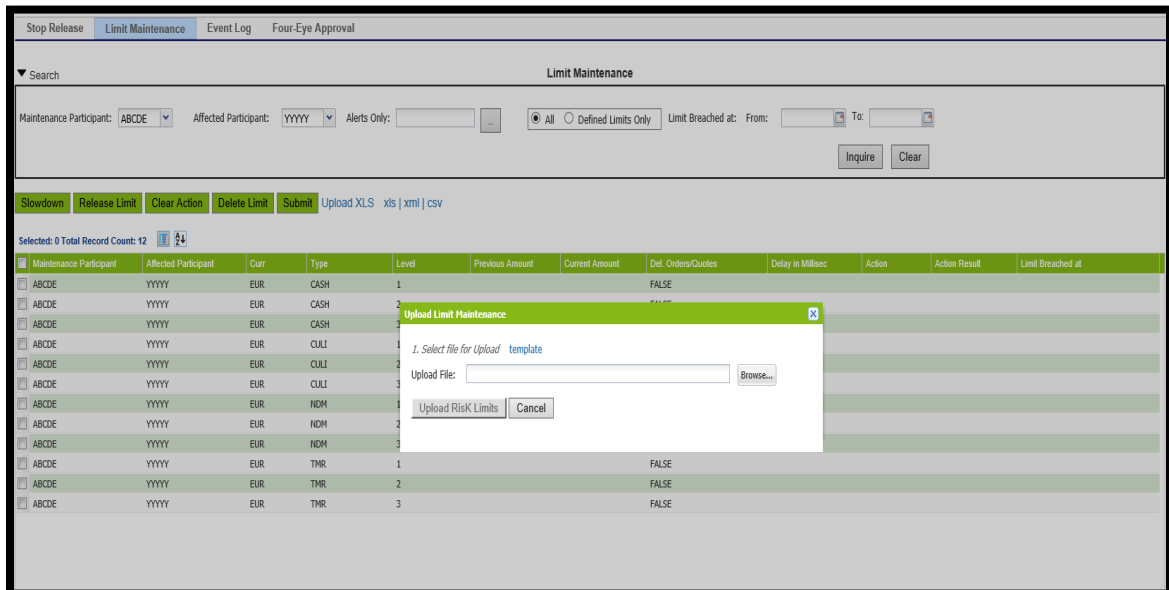 Stop Release Limit Maintenance Event Log Four-Eye Approval
Search Limit Maintenance
Maintenance Participant: ABCDE Affected Participant: YYYYY Alerts Only: .. All Defined Limits Only Limit Breached at: From: To:
Inquire Clear
Slowdown Release Limit Clear Action Delete Limit Submit Upload XLS xls | xml | csv
Selected: 0 Total Record Count: 12
Maintenance Participant Affected Participant Curr Type Level Previous Amount Current Amount Del. Orders/Quotes Delay in Millisec Action Action Result Limit Breached at
ABCDE YYYYY EUR CASH 1 FALSE
ABCDE YYYYY EUR CASH 2
ABCDE YYYYY EUR CASH 3
ABCDE YYYYY EUR CULI 1
ABCDE YYYYY EUR CULI 2
ABCDE YYYYY EUR CULI 3
ABCDE YYYYY EUR NDM 1
ABCDE YYYYY EUR NDM 2
ABCDE YYYYY EUR NDM 3
ABCDE YYYYY EUR TMR 1 FALSE
ABCDE YYYYY EUR TMR 2 FALSE
ABCDE YYYYY EUR TMR 3 FALSE
Upload Limit Maintenance
1. Select file for Upload template
Upload File: Browse...
Upload RisK Limits Cancel